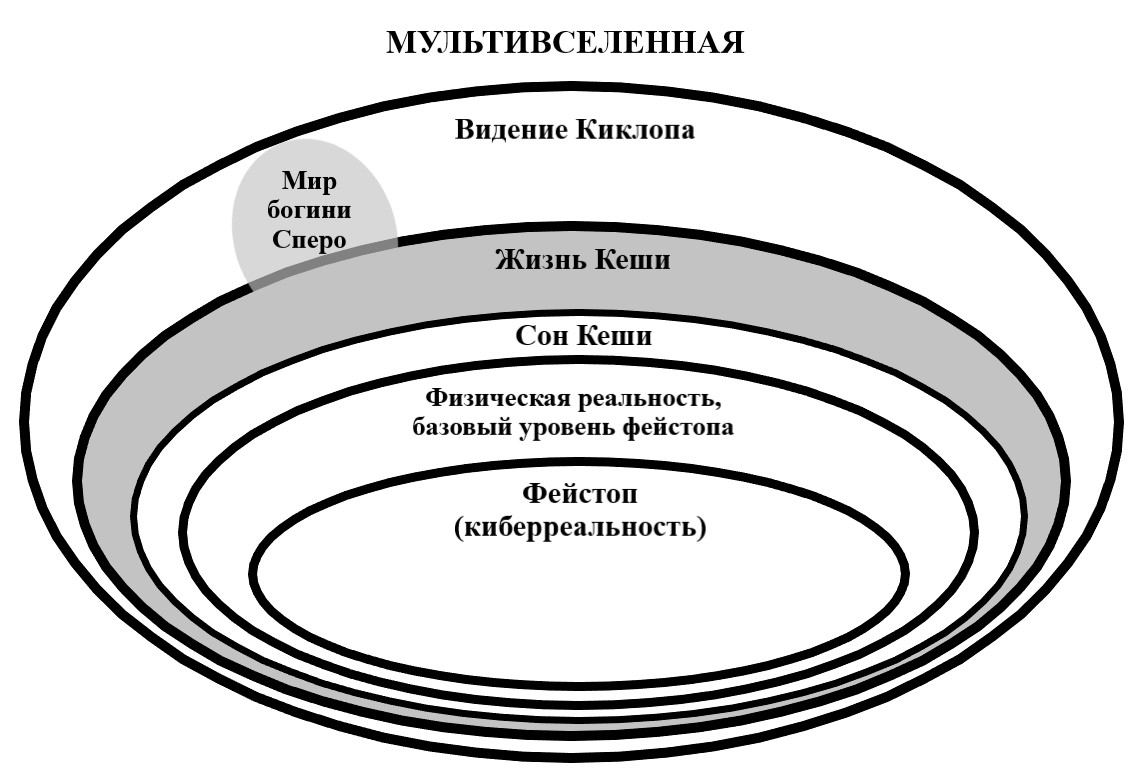 МУЛЬТИВСЕЛЕННАЯ
Видение Киклопа
Мир
богини
Сперо
Жизнь Кеши
Сон Кеши
Физическая реальность,
базовый уровень фейстопа
Фейстоп
(киберреальность)